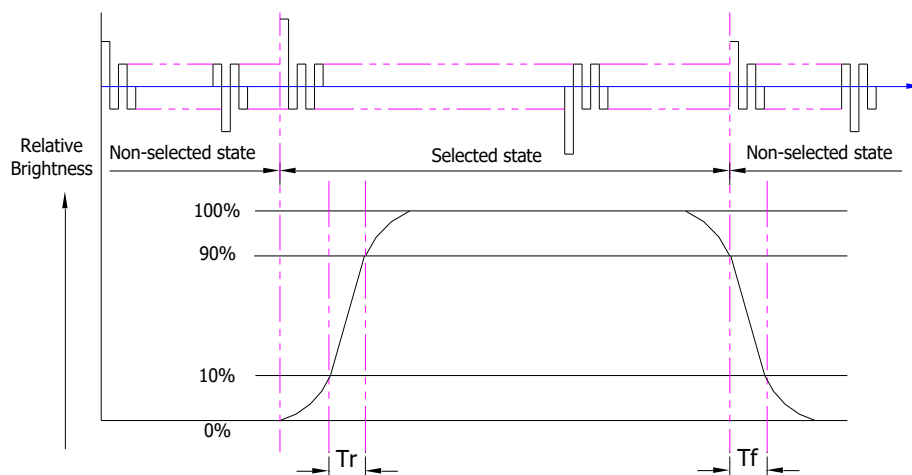 Relative
Brightness
Non-selected state
Selected state
Non-selected state
100%
90%
10%
0%
Tr
Tf